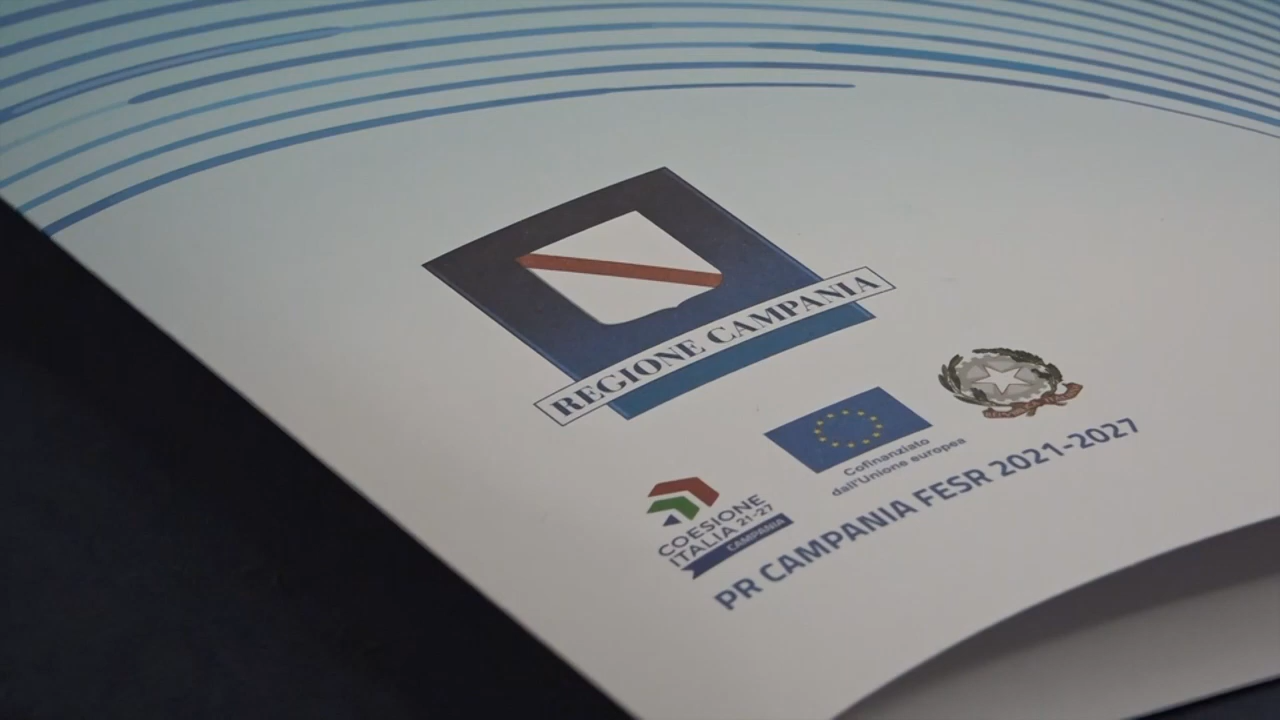 REGIONE CAMPANIA
COESIONE
ITALIA 21-27
CAMPANIA
Cofinanziato
dall'Unione europea
PR CAMPANIA FESR 2021-2027